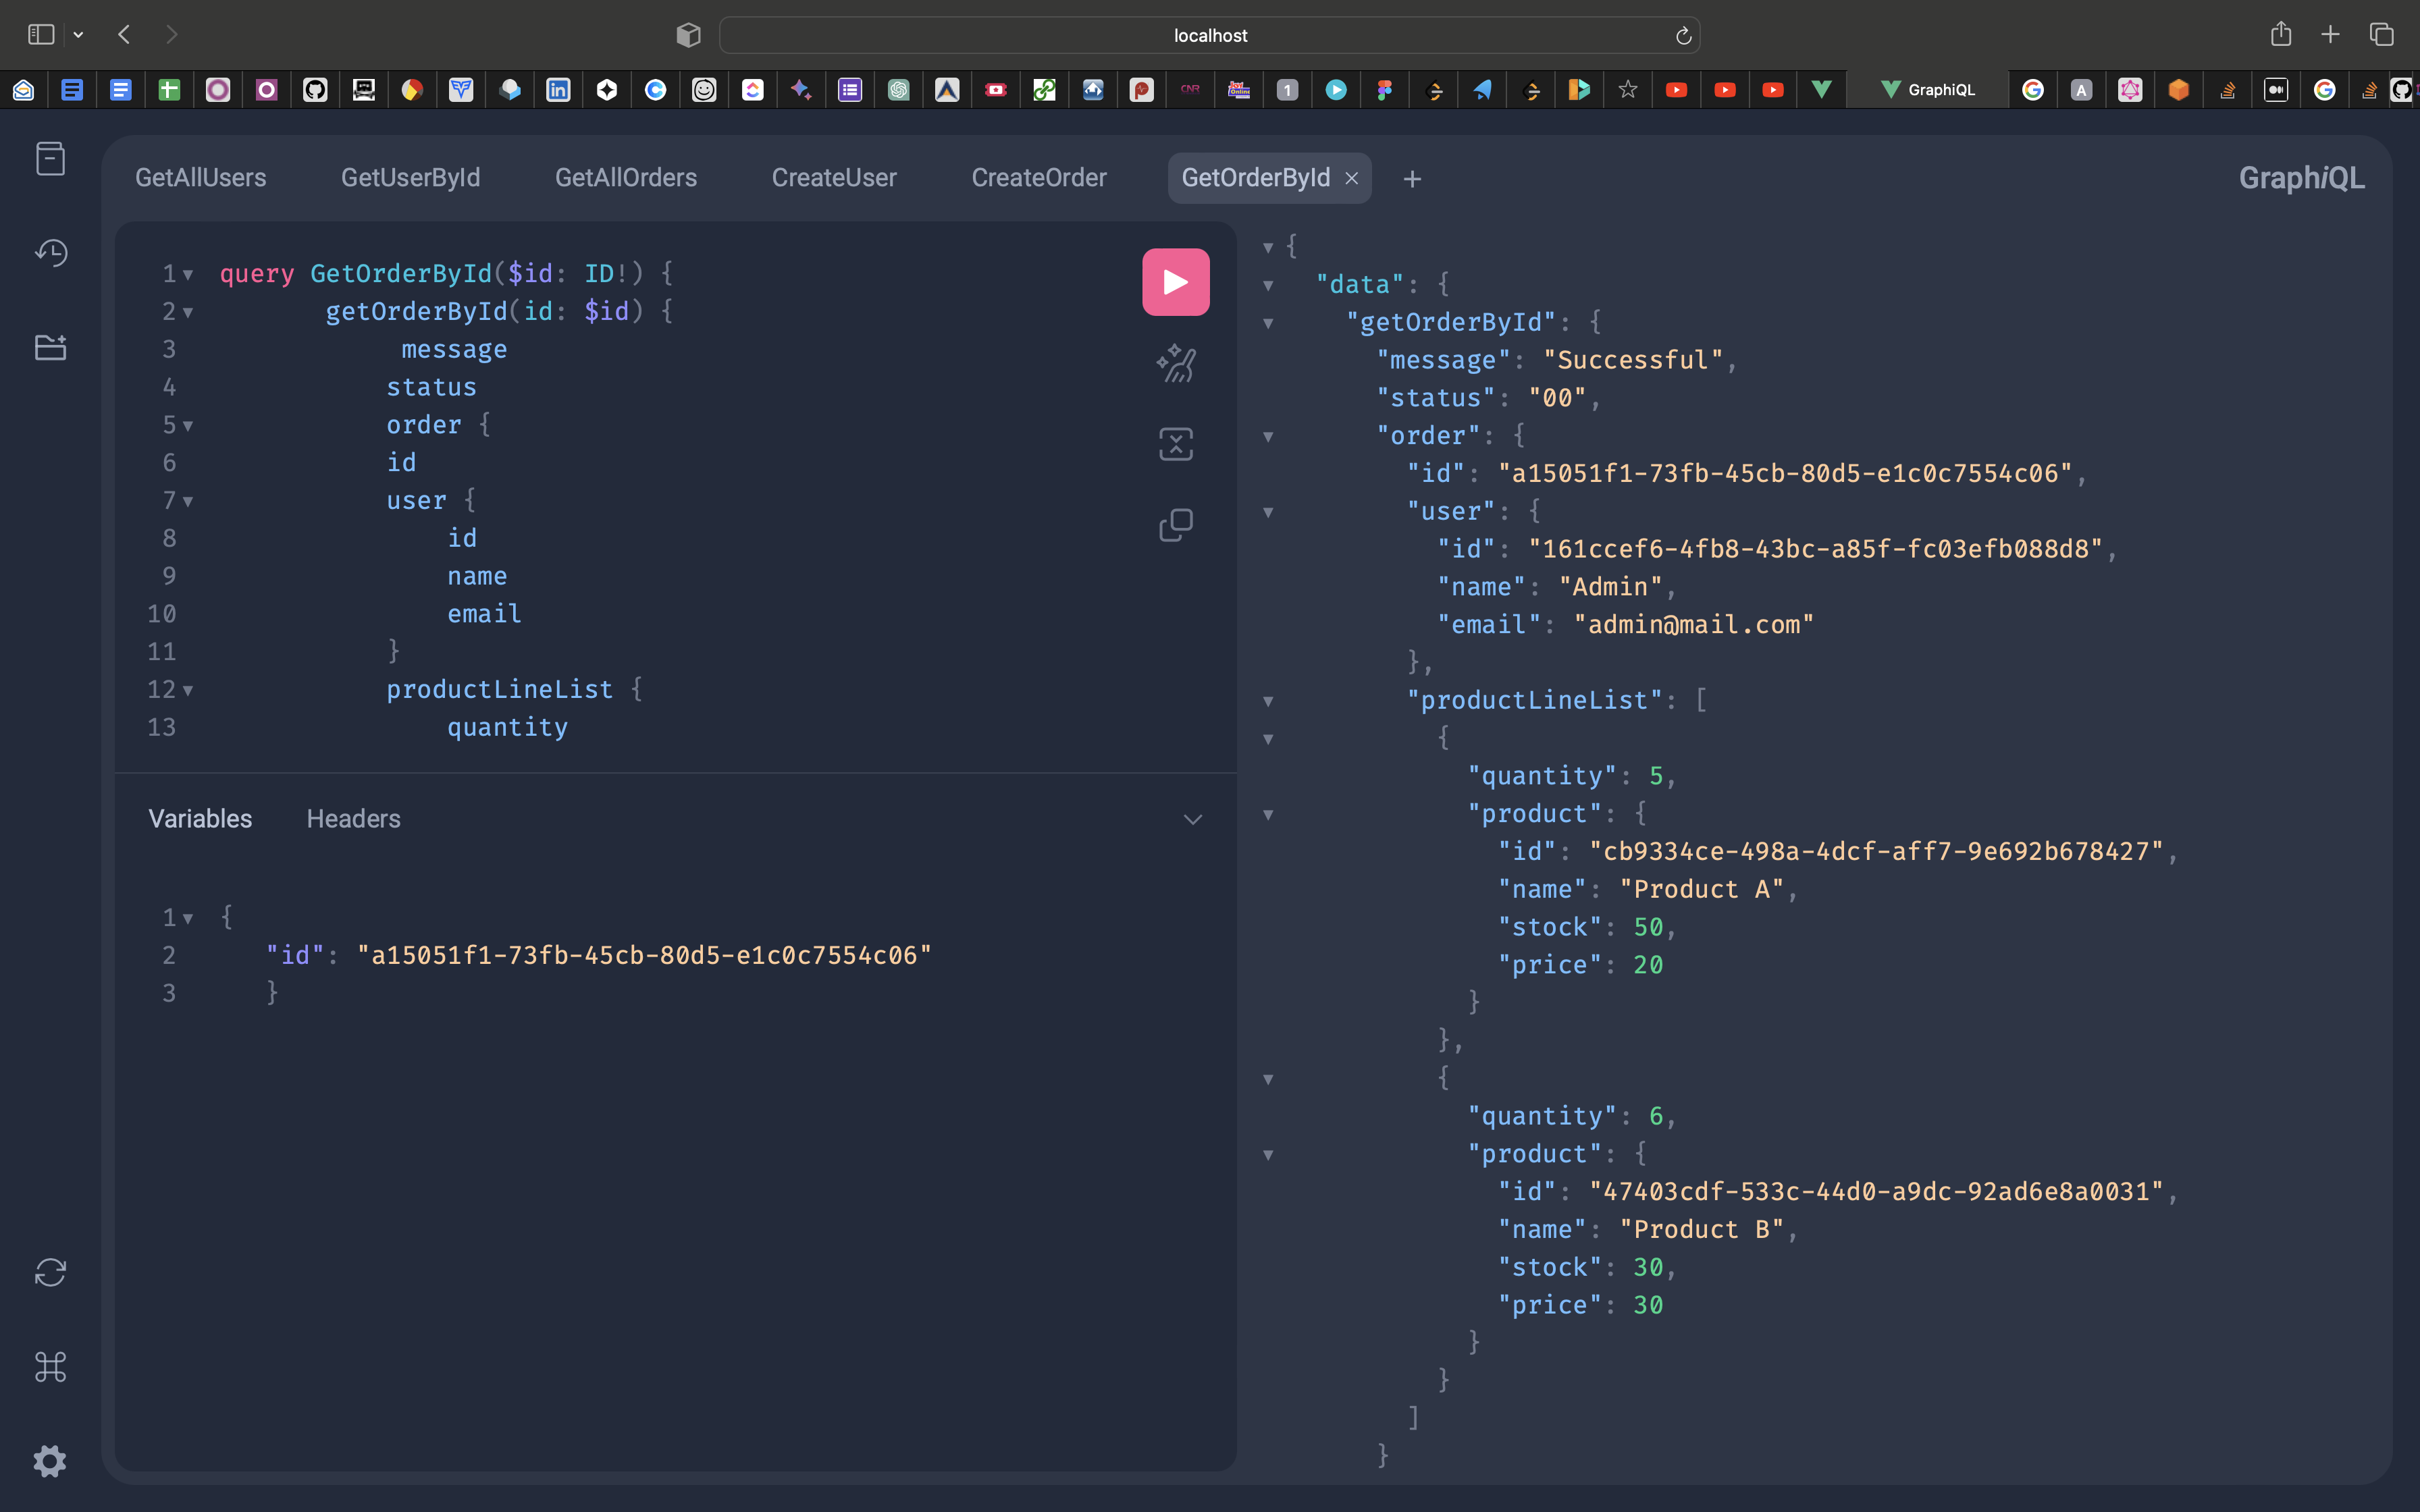 localhost
1
GraphiQL
A
GetAllUsers GetUserById GetAllOrders CreateUser CreateOrder GetOrderById GraphiQL
1 query GetOrderById($id: ID!) {
2 getOrderById(id: $id) {
3 message
4 status
5 order {
6 id
7 user {
8 id
9 name
10 email
11 }
12 productLineList {
13 quantity
Variables Headers
1 {
2 "id": "a15051f1-73fb-45cb-80d5-e1c0c7554c06"
3 }
{
"data": {
"getOrderById": {
"message": "Successful",
"status": "00",
"order": {
"id": "a15051f1-73fb-45cb-80d5-e1c0c7554c06",
"user": {
"id": "161ccef6-4fb8-43bc-a85f-fc03efb088d8",
"name": "Admin",
"email": "admin@mail.com"
},
"productLineList": [
{
"quantity": 5,
"product": {
"id": "cb9334ce-498a-4dcf-aff7-9e692b678427",
"name": "Product A",
"stock": 50,
"price": 20
}
},
{
"quantity": 6,
"product": {
"id": "47403cdf-533c-44d0-a9dc-92ad6e8a0031",
"name": "Product B",
"stock": 30,
"price": 30
}
}
]
}